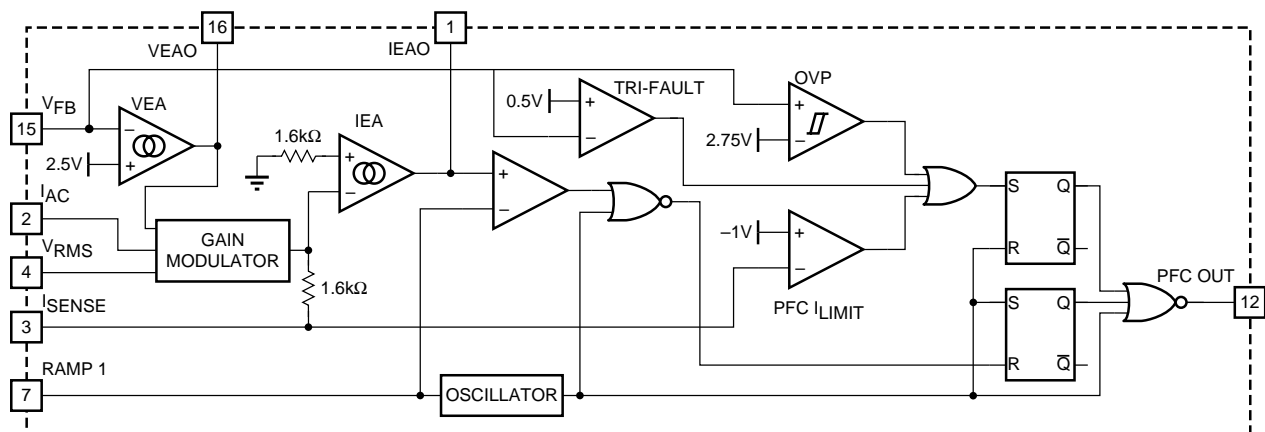 16
1
VEAO
IEAO
VFB
15
VEA
2.5V
1.6kΩ
IEA
+
−
0.5V
TRI-FAULT
OVP
2.75V
IAC
2
VRMS
4
GAIN
MODULATOR
1.6kΩ
ISENSE
3
−1V
PFC ILIMIT
S
Q
R
Q̅
S
Q
R
Q̅
PFC OUT
12
RAMP 1
7
OSCILLATOR